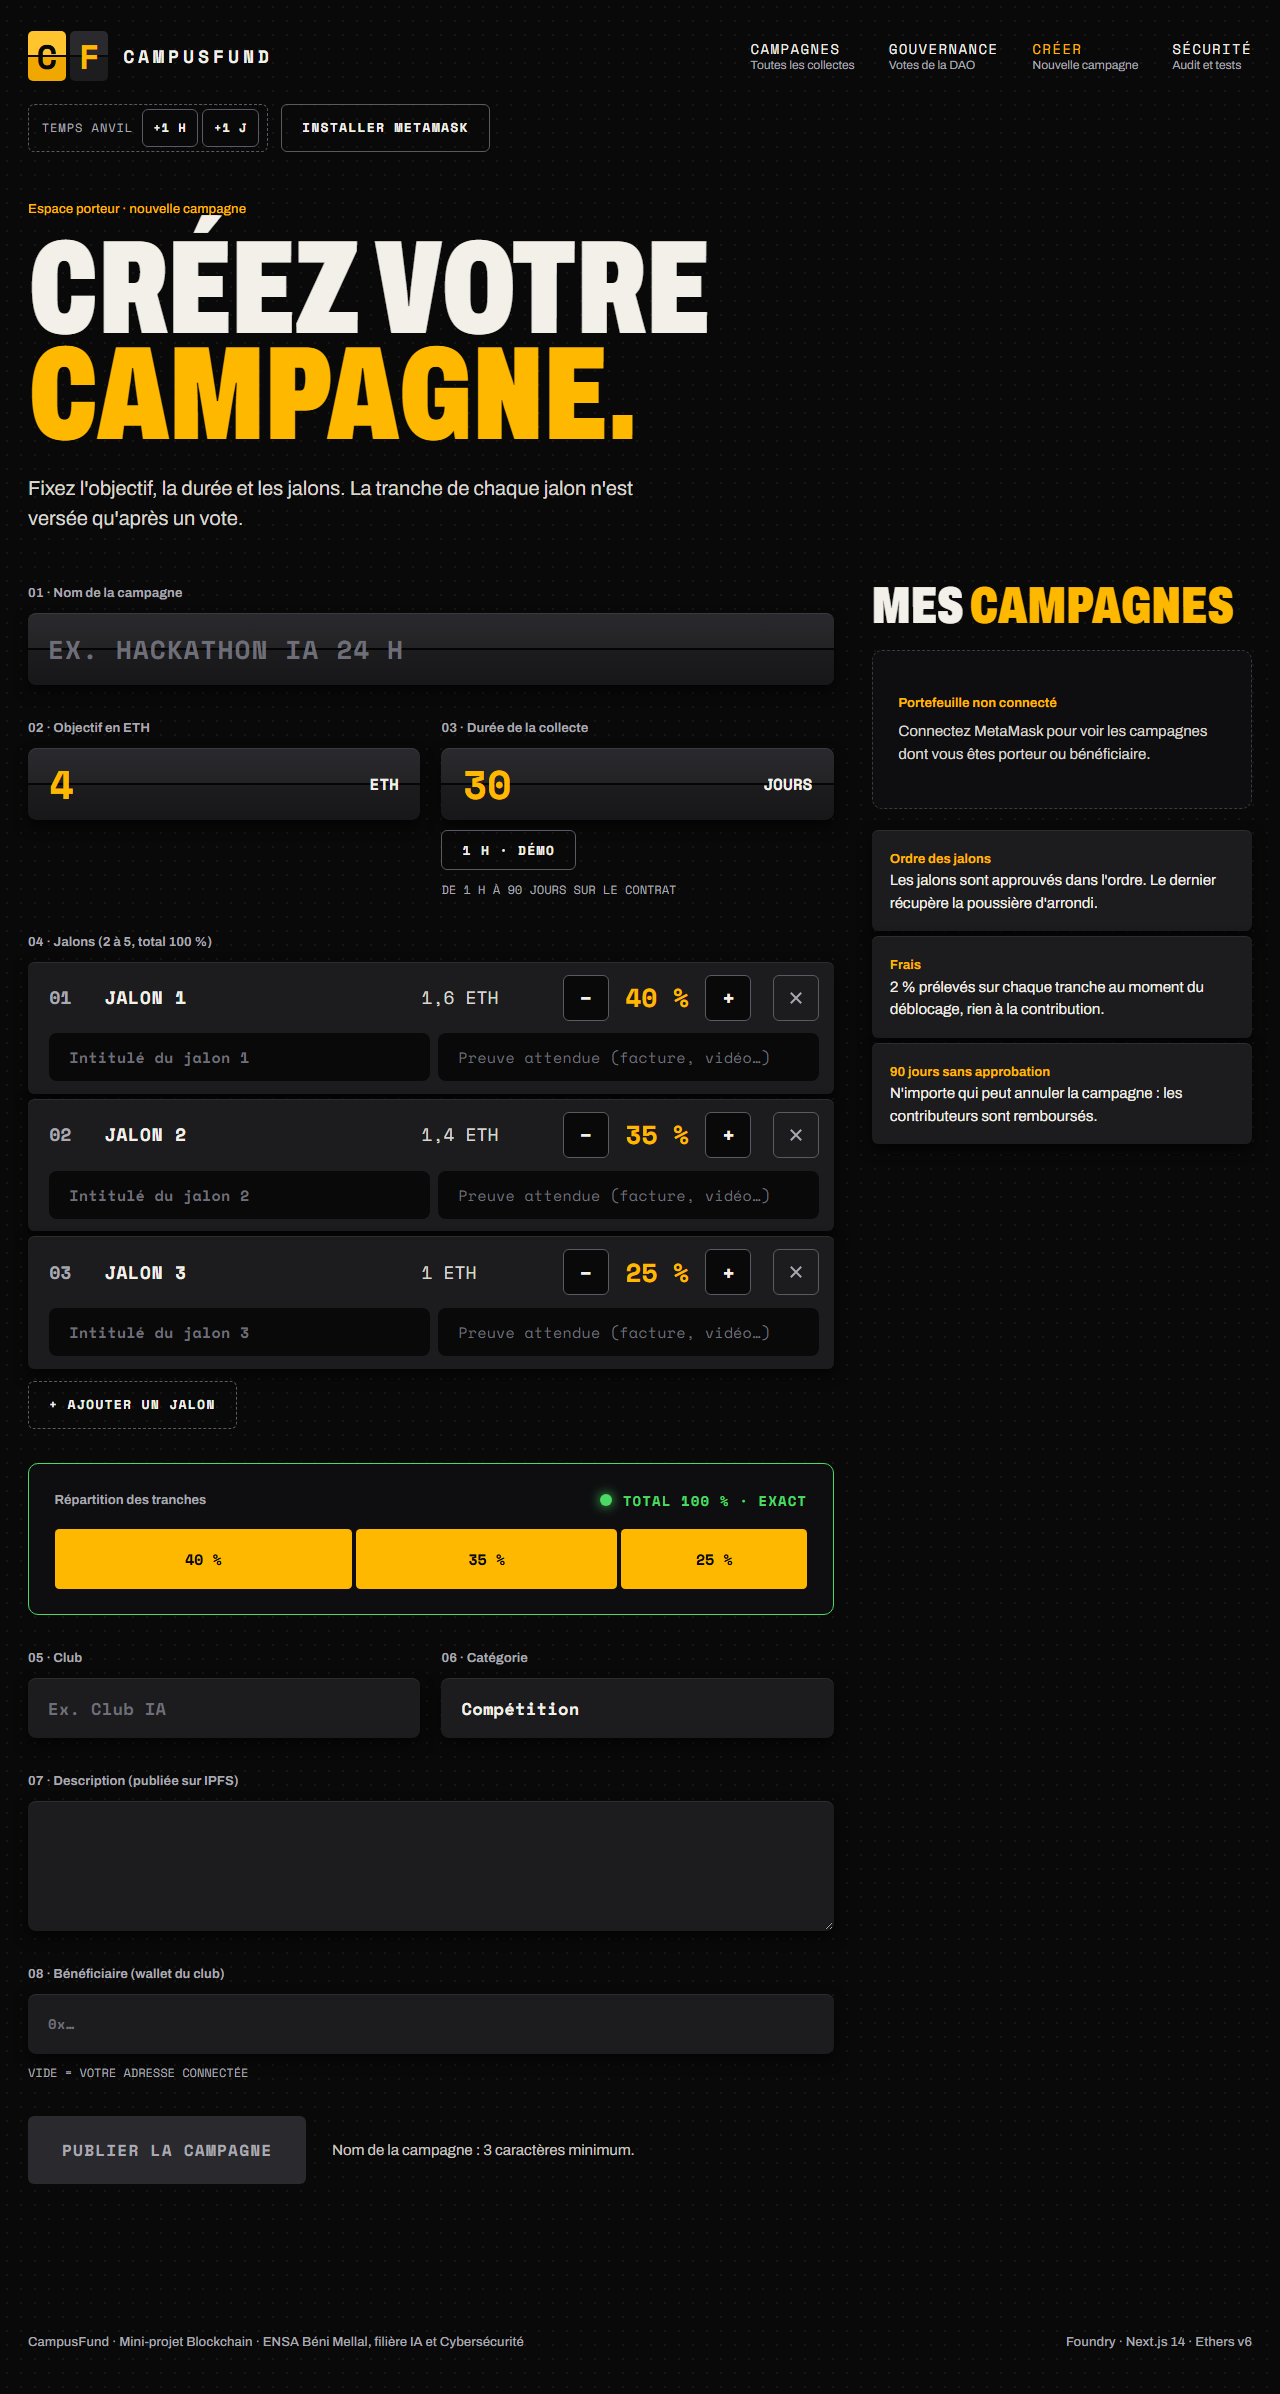 CF CAMPUSFUND
CAMPAGNES
Toutes les collectes
GOUVERNANCE
Votes de la DAO
CRÉER
Nouvelle campagne
SÉCURITÉ
Audit et tests
TEMPS ANVIL +1 H +1 J
INSTALLER METAMASK
Espace porteur · nouvelle campagne
CRÉEZ VOTRE
CAMPAGNE.
Fixez l'objectif, la durée et les jalons. La tranche de chaque jalon n'est
versée qu'après un vote.
01 · Nom de la campagne
EX. HACKATHON IA 24 H
02 · Objectif en ETH
4 ETH
03 · Durée de la collecte
30 JOURS
1 H · DÉMO
DE 1 H À 90 JOURS SUR LE CONTRAT
04 · Jalons (2 à 5, total 100 %)
01 JALON 1 1,6 ETH − 40 % + ×
Intitulé du jalon 1
Preuve attendue (facture, vidéo…)
02 JALON 2 1,4 ETH − 35 % + ×
Intitulé du jalon 2
Preuve attendue (facture, vidéo…)
03 JALON 3 1 ETH − 25 % + ×
Intitulé du jalon 3
Preuve attendue (facture, vidéo…)
+ AJOUTER UN JALON
Répartition des tranches
TOTAL 100 % · EXACT
40 % 35 % 25 %
05 · Club
Ex. Club IA
06 · Catégorie
Compétition
07 · Description (publiée sur IPFS)
08 · Bénéficiaire (wallet du club)
0x…
VIDE = VOTRE ADRESSE CONNECTÉE
PUBLIER LA CAMPAGNE
Nom de la campagne : 3 caractères minimum.
MES CAMPAGNES
Portefeuille non connecté
Connectez MetaMask pour voir les campagnes
dont vous êtes porteur ou bénéficiaire.
Ordre des jalons
Les jalons sont approuvés dans l'ordre. Le dernier
récupère la poussière d'arrondi.
Frais
2 % prélevés sur chaque tranche au moment du
déblocage, rien à la contribution.
90 jours sans approbation
N'importe qui peut annuler la campagne : les
contributeurs sont remboursés.
CampusFund · Mini-projet Blockchain · ENSA Béni Mellal, filière IA et Cybersécurité
Foundry · Next.js 14 · Ethers v6